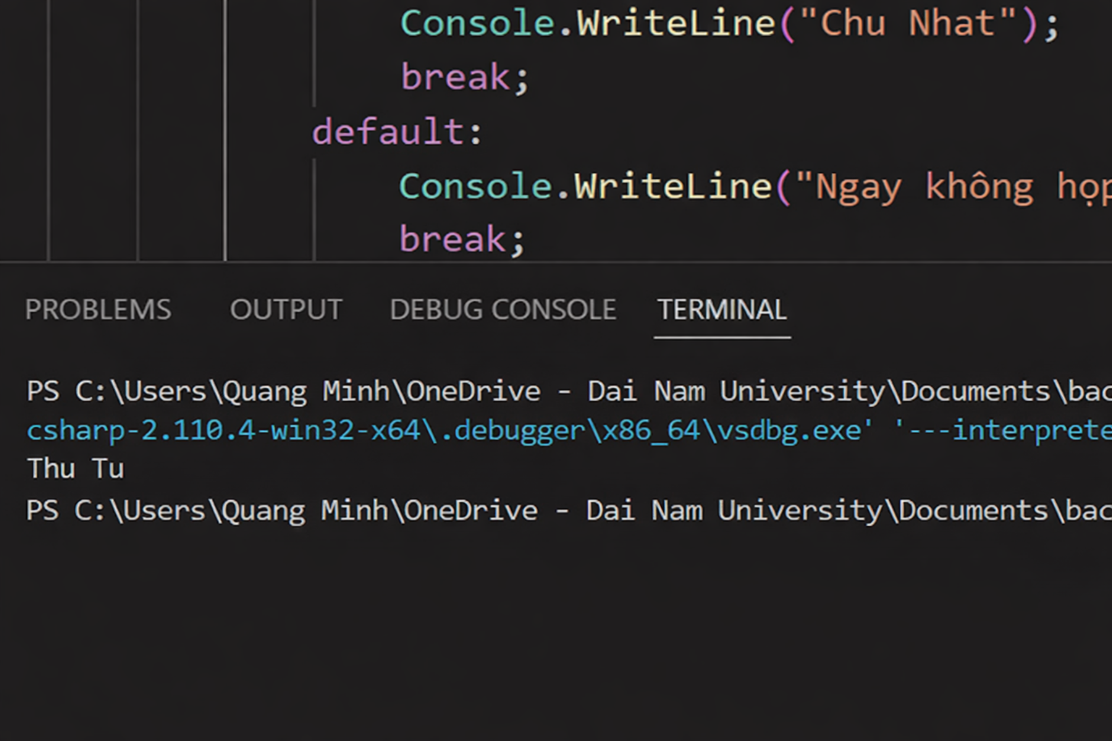 Console.WriteLine("Chu Nhat");
break;
default:
Console.WriteLine("Ngay không họp
break;
PROBLEMS OUTPUT DEBUG CONSOLE TERMINAL
PS C:\Users\Quang Minh\OneDrive - Dai Nam University\Documents\bac
csharp-2.110.4-win32-x64\.debugger\x86_64\vsdbg.exe' '---interprete
Thu Tu
PS C:\Users\Quang Minh\OneDrive - Dai Nam University\Documents\bac